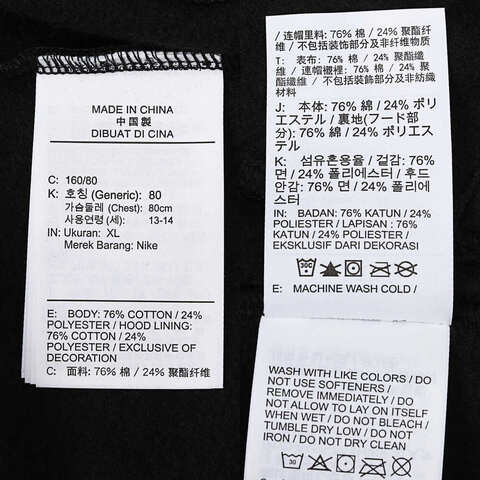 MADE IN CHINA
中国製
DIBUAT DI CINA
C: 160/80
K: 호칭 (Generic): 80
가슴둘레 (Chest): 80cm
사용연령 (세): 13-14
IN: Ukuran: XL
Merek Barang: Nike
E: BODY: 76% COTTON / 24%
POLYESTER / HOOD LINING:
76% COTTON / 24%
POLYESTER / EXCLUSIVE OF
DECORATION
C: 面料: 76% 棉 / 24% 聚酯纤维
/ 连帽里料: 76% 棉 / 24% 聚酯纤
维 / 不包括装饰部分及非纤维物质
T: 表布: 76% 棉 / 24% 聚酯
纖維 / 連帽襯裡: 76% 棉 / 24% 聚
酯纖維 / 不包括裝飾部分及非紡織
材料
J: 本体: 76% 綿 / 24% ポリ
エステル / 裏地(フード部
分): 76% 綿 / 24% ポリエス
テル
K: 섬유혼용율 / 겉감: 76%
면 / 24% 폴리에스터 / 후드
안감: 76% 면 / 24% 폴리에
스터
IN: BADAN: 76% KATUN / 24%
POLIESTER / LAPISAN : 76%
KATUN / 24% POLIESTER /
EKSKLUSIF DARI DEKORASI
E: MACHINE WASH COLD /
WASH WITH LIKE COLORS / DO
NOT USE SOFTENERS /
REMOVE IMMEDIATELY / DO
NOT ALLOW TO LAY ON ITSELF
WHEN WET / DO NOT BLEACH /
TUMBLE DRY LOW / DO NOT
IRON / DO NOT DRY CLEAN
30